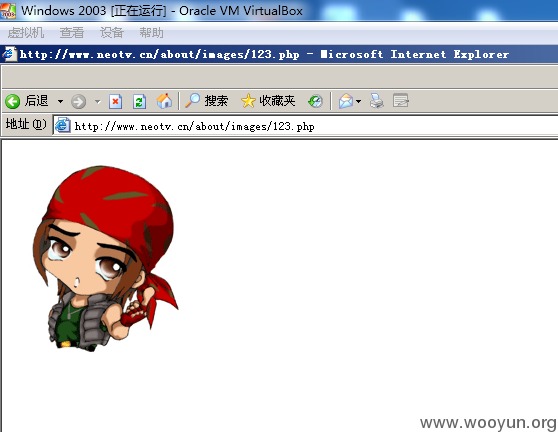 Windows 2003 [正在运行] - Oracle VM VirtualBox
虚拟机 查看 设备 帮助
http://www.neotv.cn/about/images/123.php - Microsoft Internet Explorer
后退 搜索 收藏夹
地址(D) http://www.neotv.cn/about/images/123.php
www.wooyun.org